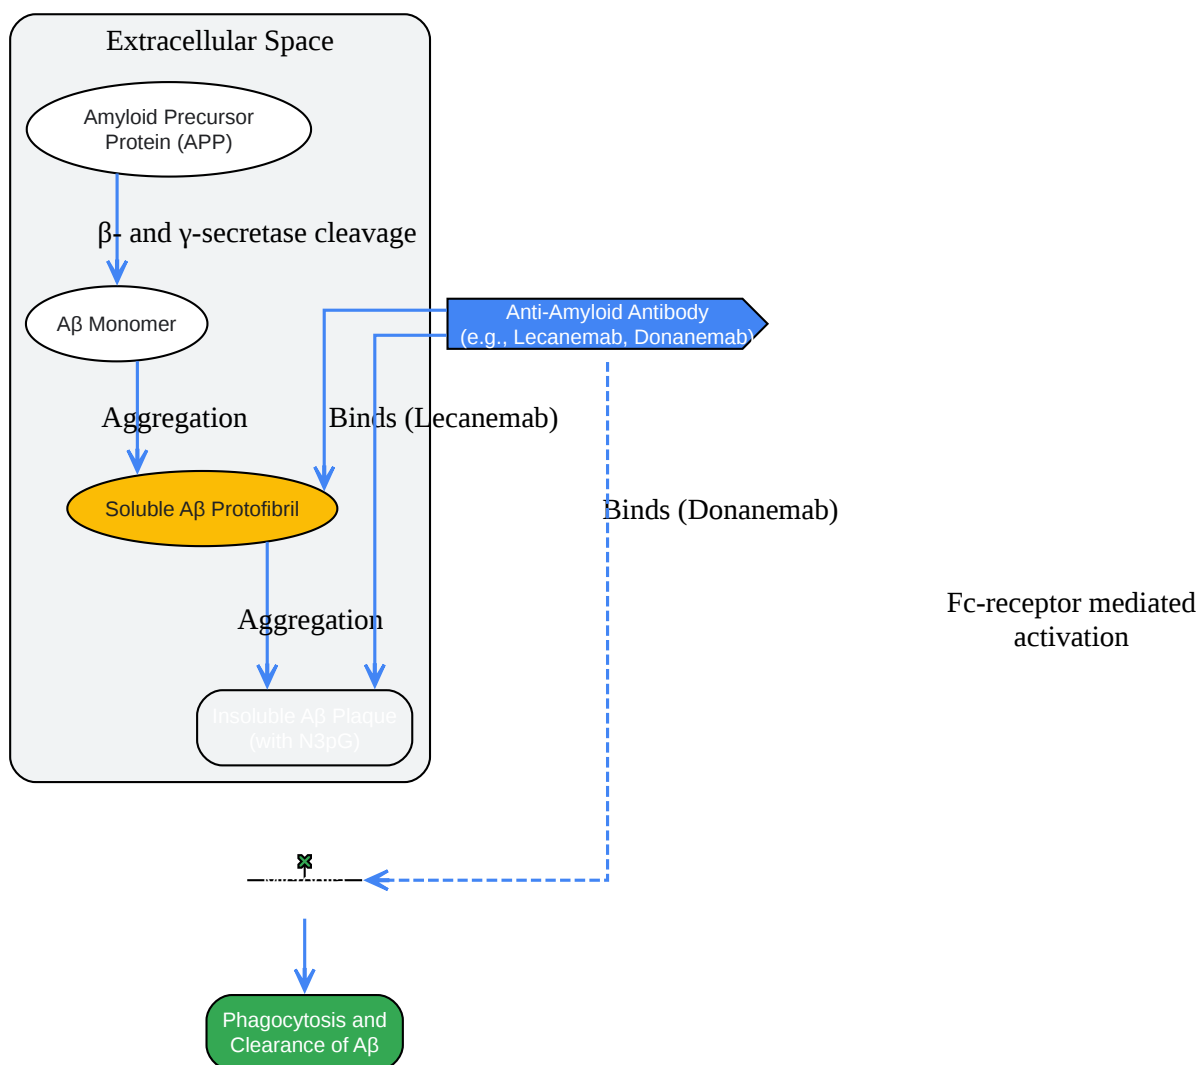 Extracellular Space
Amyloid Precursor
Protein (APP)
β- and γ-secretase cleavage
Aβ Monomer
Anti-Amyloid Antibody
(e.g., Lecanemab, Donanemab)
Aggregation
Binds (Lecanemab)
Soluble Aβ Protofibril
Binds (Donanemab)
Aggregation
Fc-receptor mediated
activation
Insoluble Aβ Plaque
(with N3pG)
Phagocytosis and
Clearance of Aβ